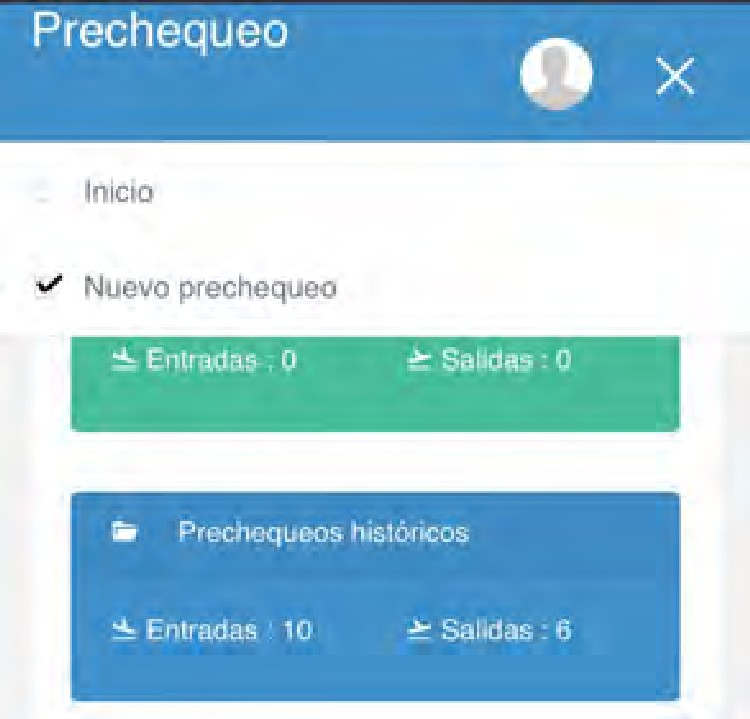 Prechequeo
Inicio
Nuevo prechequeo
Entradas : 0 Salidas : 0
Prechequeos históricos
Entradas : 10 Salidas : 6